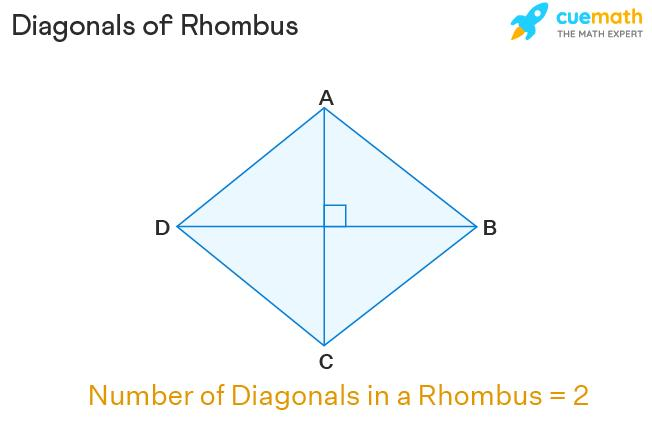 Diagonals of Rhombus
cuemath
THE MATH EXPERT
A
D
B
C
Number of Diagonals in a Rhombus = 2